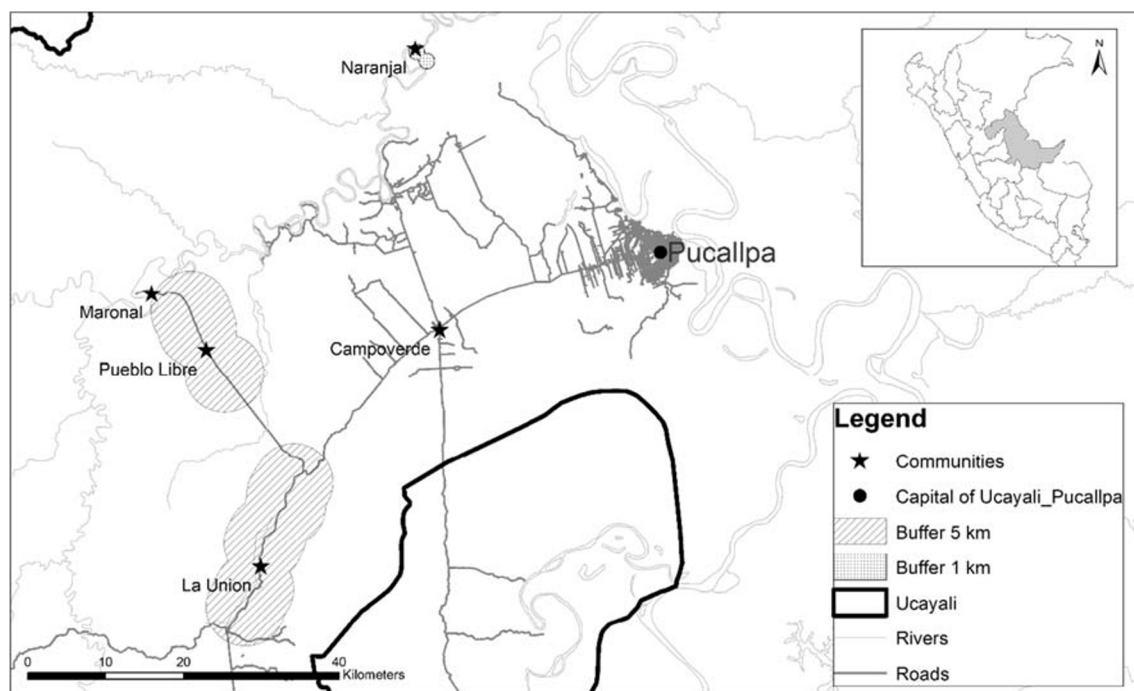 Naranjal
N
Pucallpa
Maronal
Campoverde
Pueblo Libre
La Union
Legend
Communities
Capital of Ucayali_Pucallpa
Buffer 5 km
Buffer 1 km
Ucayali
Rivers
Roads
0 10 20 40
Kilometers